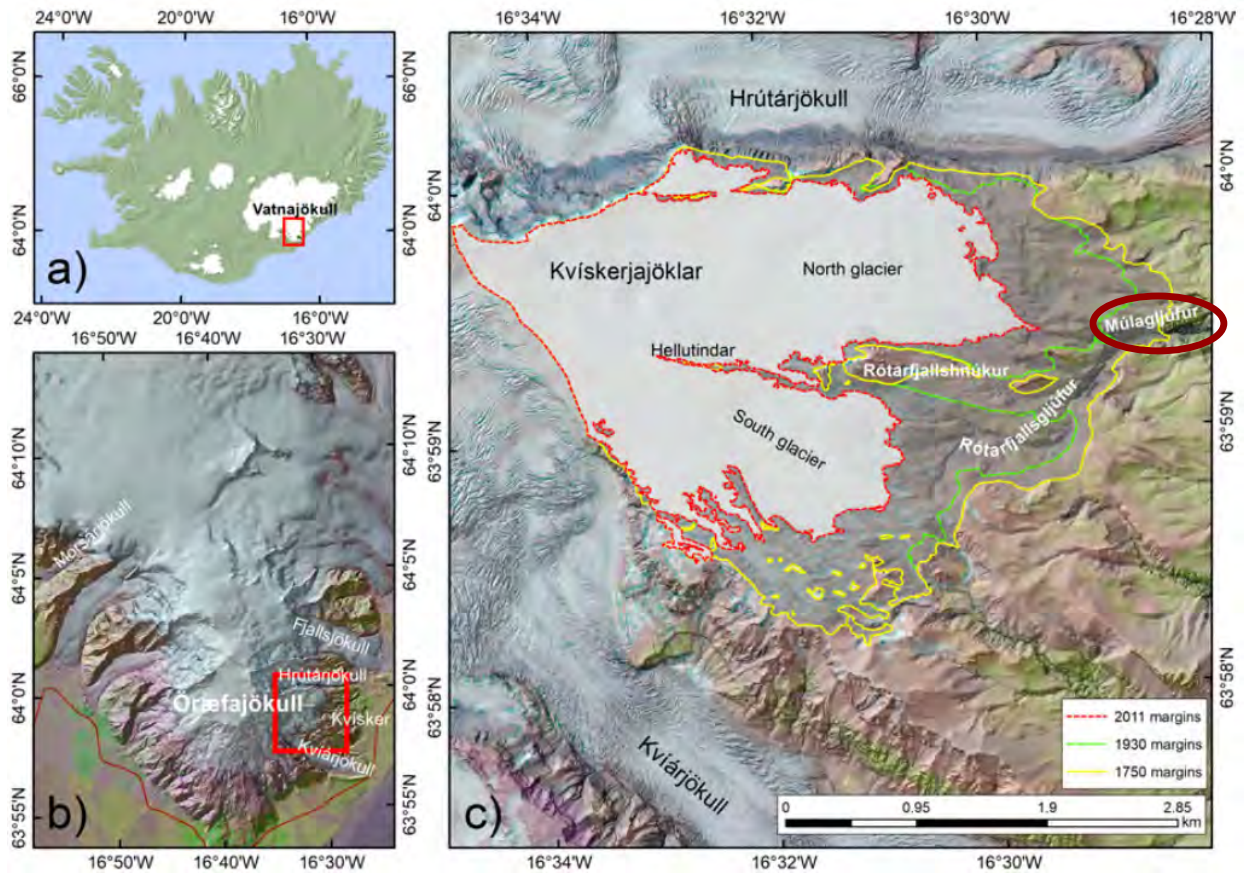 24°0'W 20°0'W 16°0'W
66°0'N
66°0'N
Vatnajökull
64°0'N
64°0'N
a)
24°0'W 20°0'W 16°0'W
16°50'W 16°40'W 16°30'W
64°10'N
64°10'N
Morsárjökull
64°5'N
64°5'N
Fjallsjökull
Hrútárjökull
64°0'N
64°0'N
Öræfajökull
Kvísker
Kvíárjökull
63°55'N
63°55'N
b)
16°50'W 16°40'W 16°30'W
16°34'W 16°32'W 16°30'W 16°28'W
Hrútárjökull
64°0'N
64°0'N
Kvískerjajöklar
North glacier
Múlagljúfur
Hellutindar
Rótarfjallshnúkur
Rótarfjallsgljúfur
South glacier
63°59'N
63°59'N
63°58'N
63°58'N
Kvíárjökull
2011 margins
1930 margins
1750 margins
0 0.95 1.9 2.85
km
c)
16°34'W 16°32'W 16°30'W